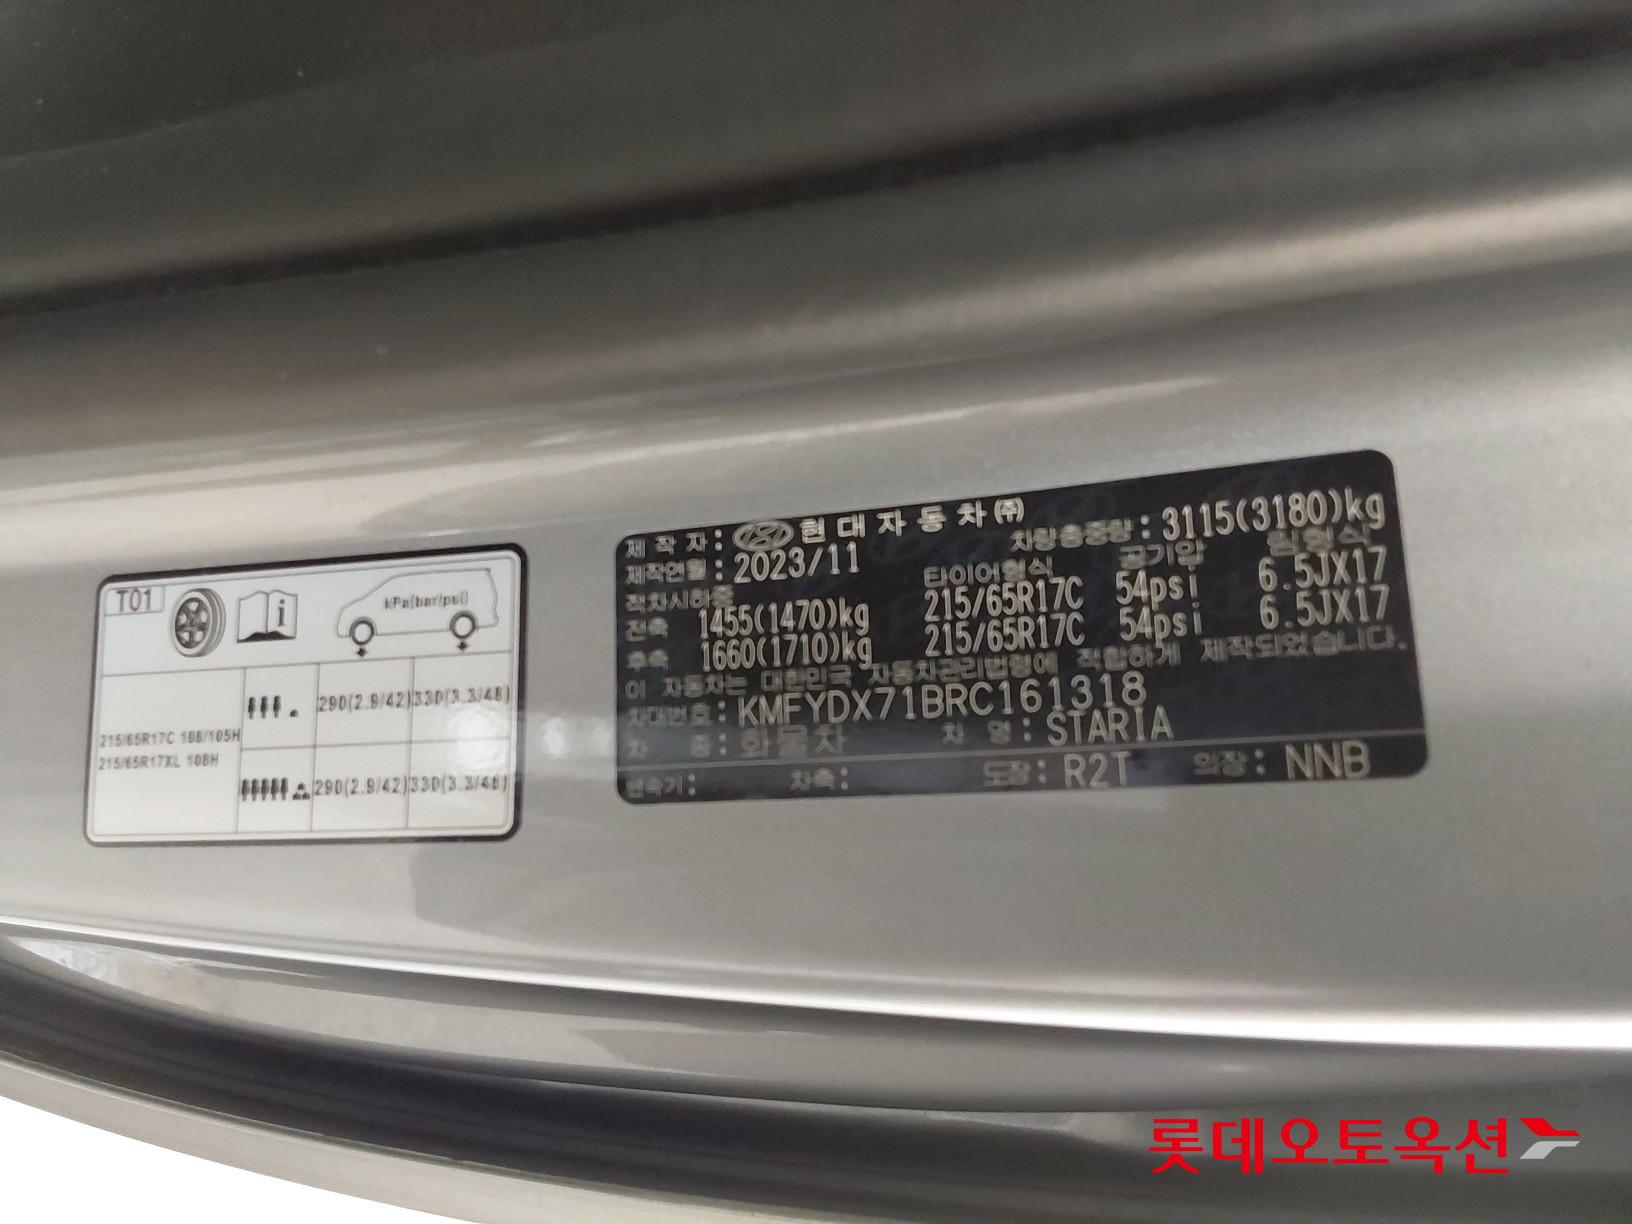 T01
kPa(bar/psi)
290(2.9/42) 330(3.3/48)
215/65R17C 108/105H
215/65R17XL 108H
290(2.9/42) 330(3.3/48)
제작자: 현대자동차㈜ 차량총중량: 3115(3180)kg
제작연월: 2023/11 타이어형식 공기압 림형식
적차시하중
전축 1455(1470)kg 215/65R17C 54psi 6.5JX17
후축 1660(1710)kg 215/65R17C 54psi 6.5JX17
이 자동차는 대한민국 자동차관리법령에 적합하게 제작되었습니다.
차대번호: KMFYDX71BRC161318
차 종: 화물차 차 명: STARIA
변속기: 차축: 도장: R2T 의장: NNB
롯데오토옥션